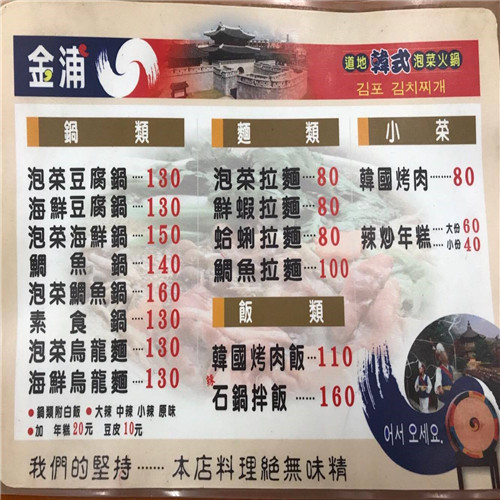 金浦
道地 韓式 泡菜火鍋
김포 김치찌개
鍋類
泡菜豆腐鍋····130
海鮮豆腐鍋····130
泡菜海鮮鍋····150
鯛魚鍋····140
泡菜鯛魚鍋····160
素食鍋····130
泡菜烏龍麵····130
海鮮烏龍麵····130
●鍋類附白飯 ●大辣 中辣 小辣 原味
●加 年糕20元 豆皮10元
麵類
泡菜拉麵····80
鮮蝦拉麵····80
蛤蜊拉麵····80
鯛魚拉麵····100
飯類
韓國烤肉飯····110
石鍋拌飯····160
小菜
韓國烤肉········80
辣炒年糕
大份60
小份40
어서 오세요.
我們的堅持········本店料理絕無味精